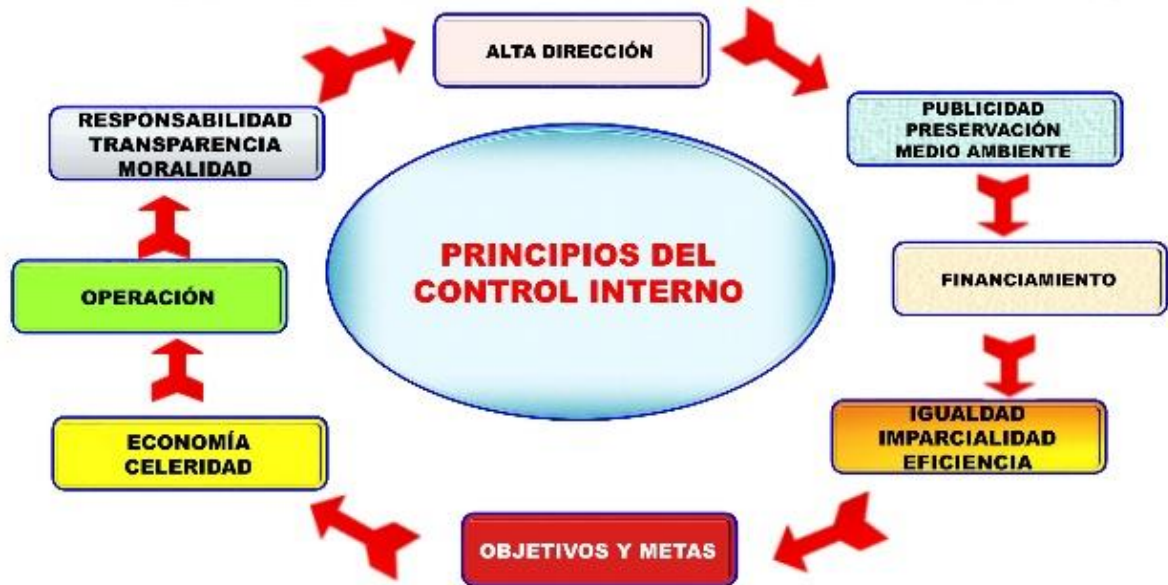 ALTA DIRECCIÓN
PUBLICIDAD
PRESERVACIÓN
MEDIO AMBIENTE
FINANCIAMIENTO
IGUALDAD
IMPARCIALIDAD
EFICIENCIA
OBJETIVOS Y METAS
ECONOMÍA
CELERIDAD
OPERACIÓN
RESPONSABILIDAD
TRANSPARENCIA
MORALIDAD
PRINCIPIOS DEL
CONTROL INTERNO